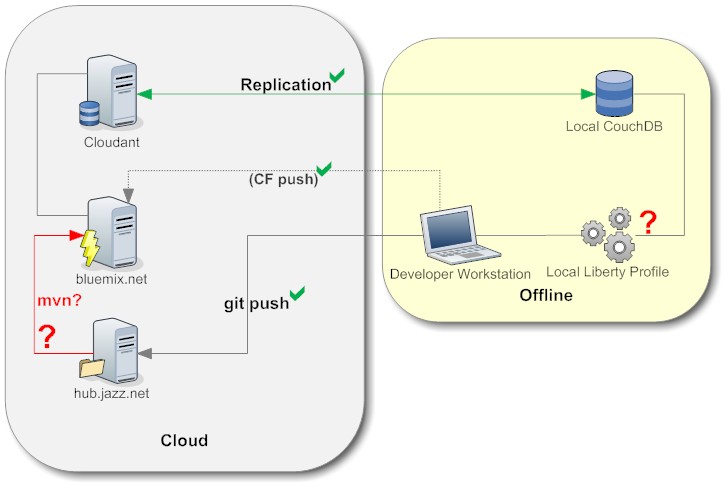 Replication
Cloudant
Local CouchDB
(CF push)
?
bluemix.net
Developer Workstation
Local Liberty Profile
mvn?
git push
Offline
?
hub.jazz.net
Cloud